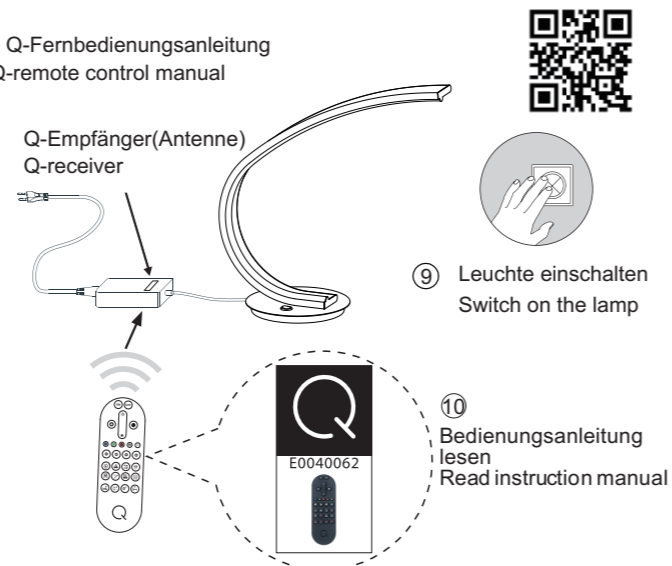 Q-Fernbedienungsanleitung
Q-remote control manual
Q-Empfänger(Antenne)
Q-receiver
9 Leuchte einschalten
Switch on the lamp
Q
E0040062
10
Bedienungsanleitung
lesen
Read instruction manual
Q